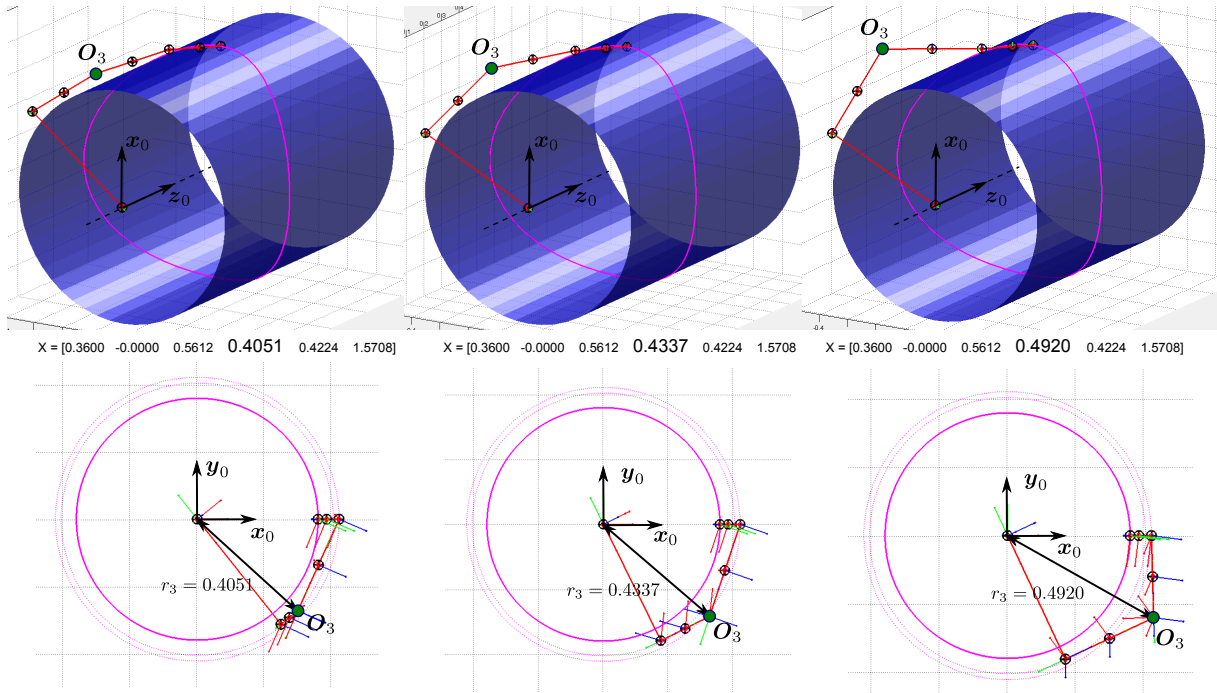 O3
x0
z0
O3
x0
z0
O3
x0
z0
-0.4
X = [0.3600 -0.0000 0.5612 0.4051 0.4224 1.5708]
X = [0.3600 -0.0000 0.5612 0.4337 0.4224 1.5708]
X = [0.3600 -0.0000 0.5612 0.4920 0.4224 1.5708]
y0
x0
r3 = 0.4051
O3
y0
x0
r3 = 0.4337
O3
y0
x0
r3 = 0.4920
O3